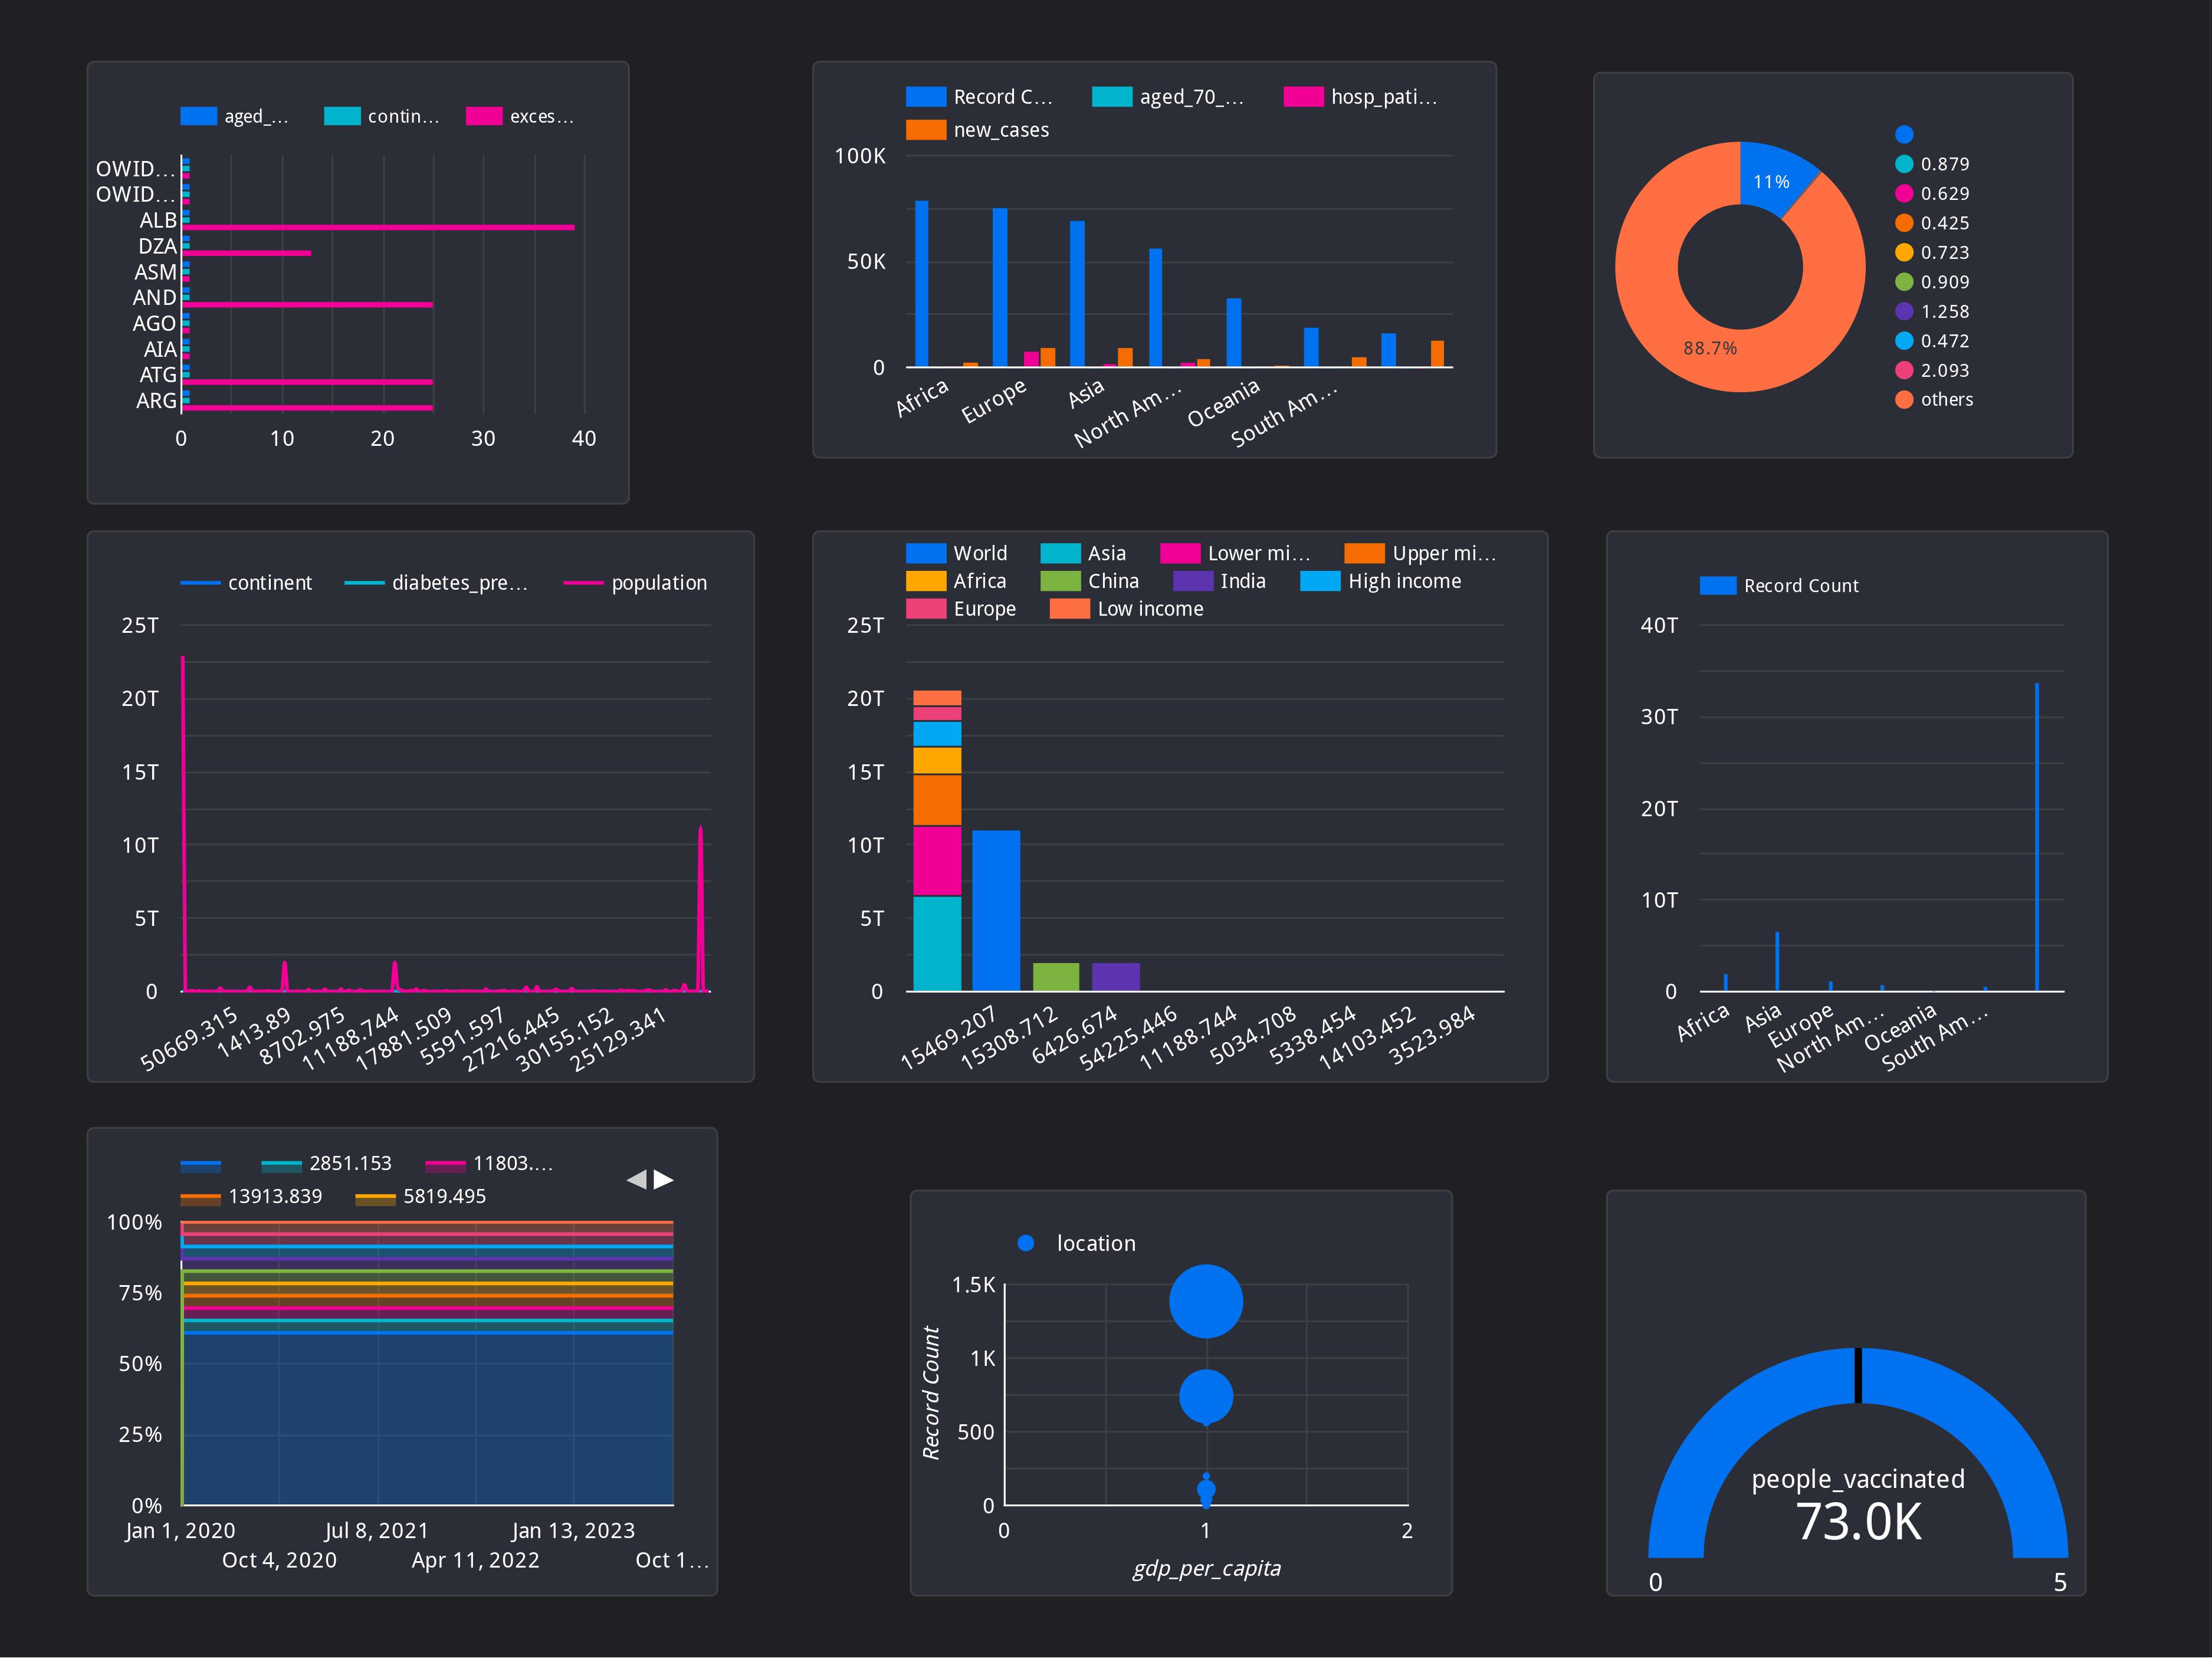 aged_... contin... exces...
OWID...
OWID...
ALB
DZA
ASM
AND
AGO
AIA
ATG
ARG
0 10 20 30 40
Record C... aged_70_... hosp_pati...
new_cases
100K
50K
0
Africa Europe Asia North Am... Oceania South Am...
11%
88.7%
0.879
0.629
0.425
0.723
0.909
1.258
0.472
2.093
others
continent diabetes_pre... population
25T
20T
15T
10T
5T
0
50669.315 1413.89 8702.975 11188.744 17881.509 5591.597 27216.445 30155.152 25129.341
World Asia Lower mi... Upper mi...
Africa China India High income
Europe Low income
25T
20T
15T
10T
5T
0
15469.207 15308.712 6426.674 54225.446 11188.744 5034.708 5338.454 14103.452 3523.984
Record Count
40T
30T
20T
10T
0
Africa Asia Europe North Am... Oceania South Am...
2851.153 11803....
13913.839 5819.495
100%
75%
50%
25%
0%
Jan 1, 2020 Jul 8, 2021 Jan 13, 2023
Oct 4, 2020 Apr 11, 2022 Oct 1...
location
1.5K
1K
500
0
Record Count
0 1 2
gdp_per_capita
people_vaccinated
73.0K
0 5